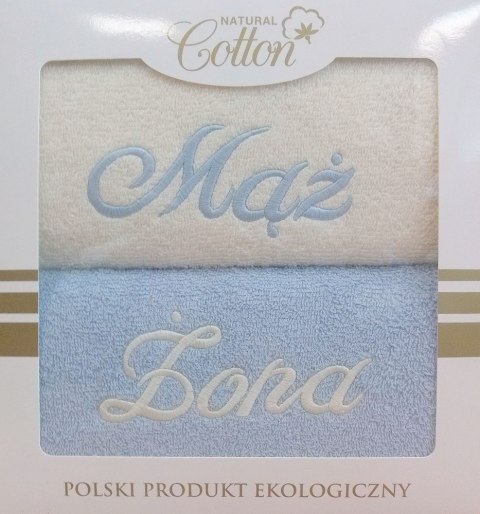 NATURAL
Cotton
Mąż
Żona
POLSKI PRODUKT EKOLOGICZNY